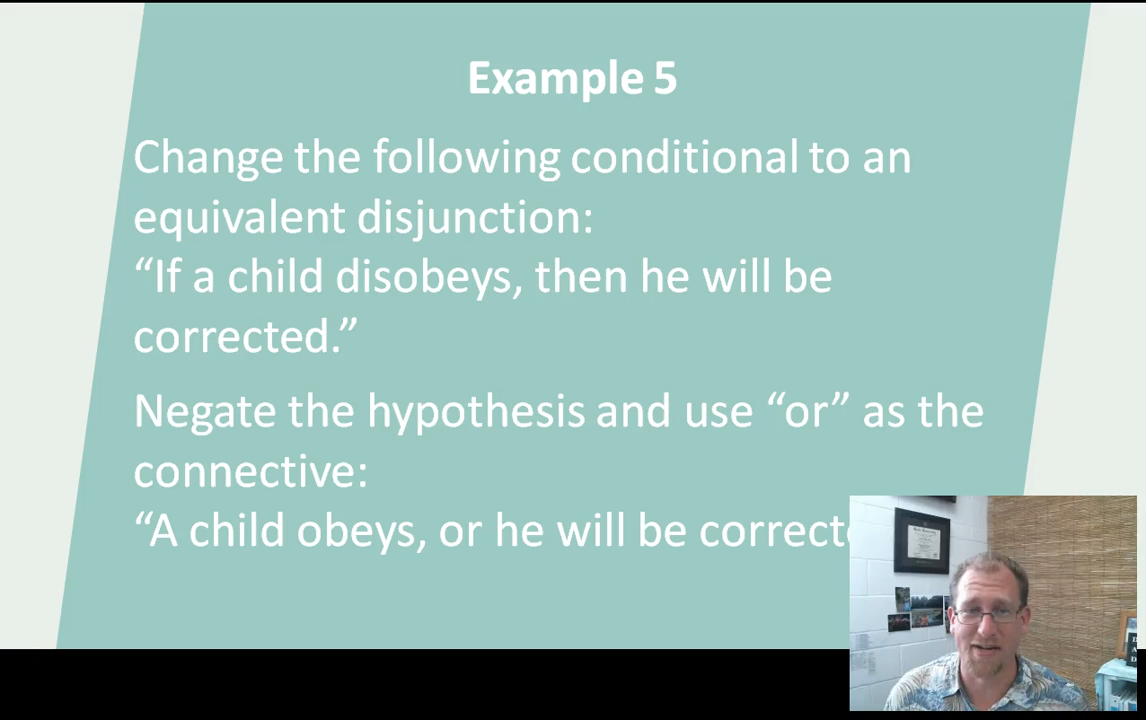 Example 5
Change the following conditional to an
equivalent disjunction:
“If a child disobeys, then he will be
corrected.”
Negate the hypothesis and use “or” as the
connective:
“A child obeys, or he will be